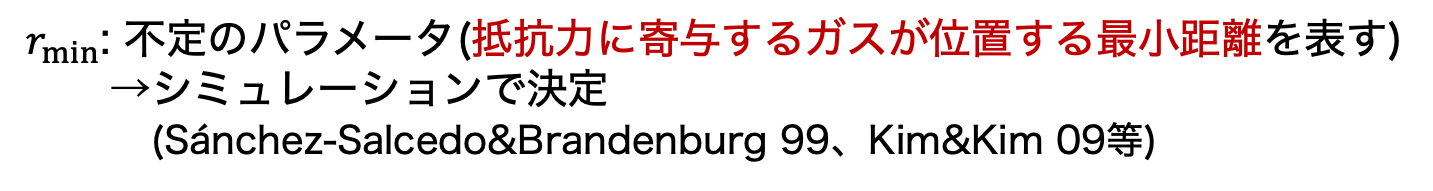 r_min: 不定のパラメータ(抵抗力に寄与するガスが位置する最小距離を表す)
→シミュレーションで決定
(Sánchez-Salcedo&Brandenburg 99、Kim&Kim 09等)